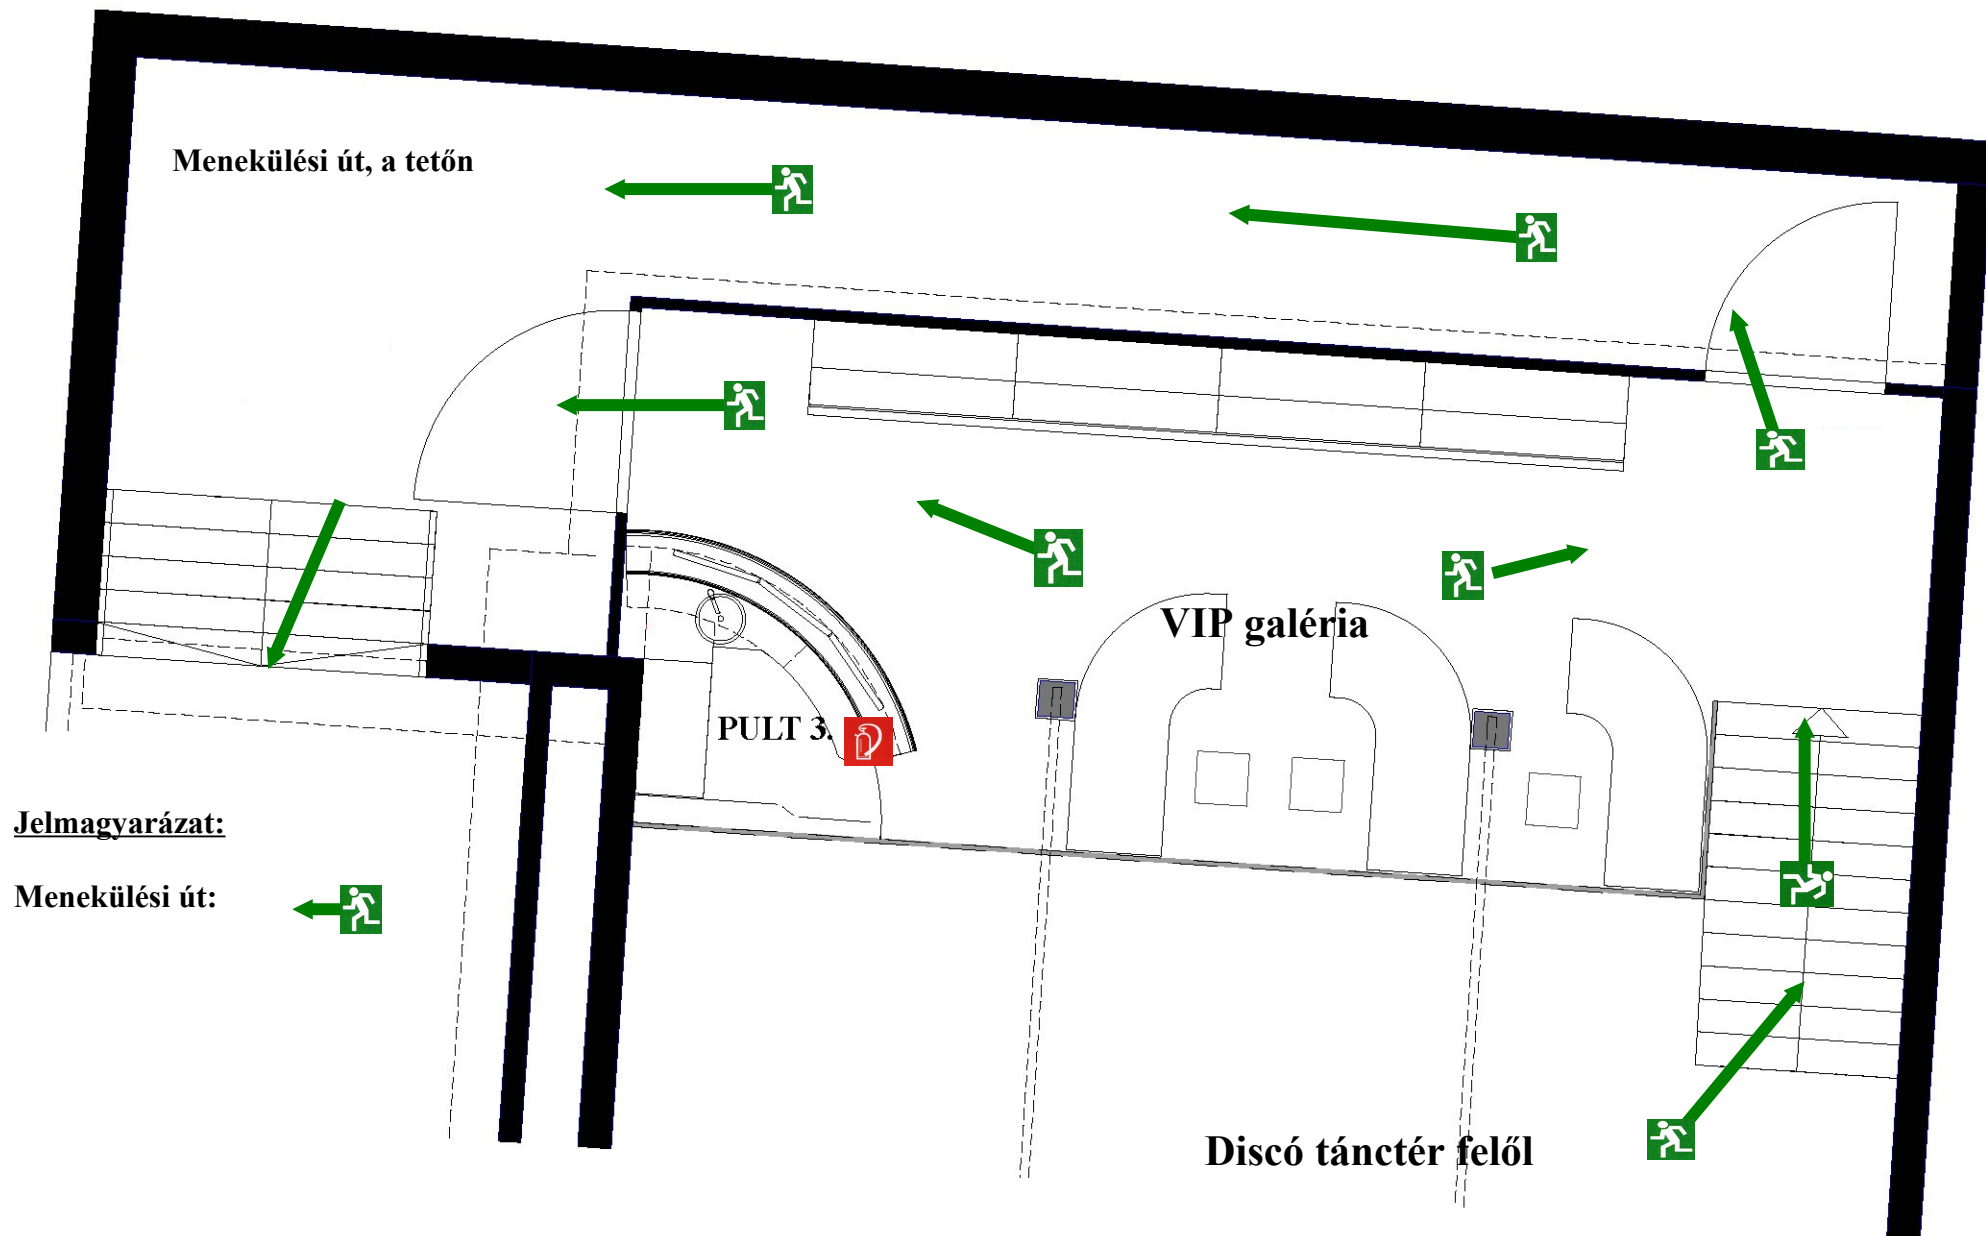 Menekülési út, a tetőn
VIP galéria
PULT 3.
Jelmagyarázat:
Menekülési út:
Discó tánctér felől